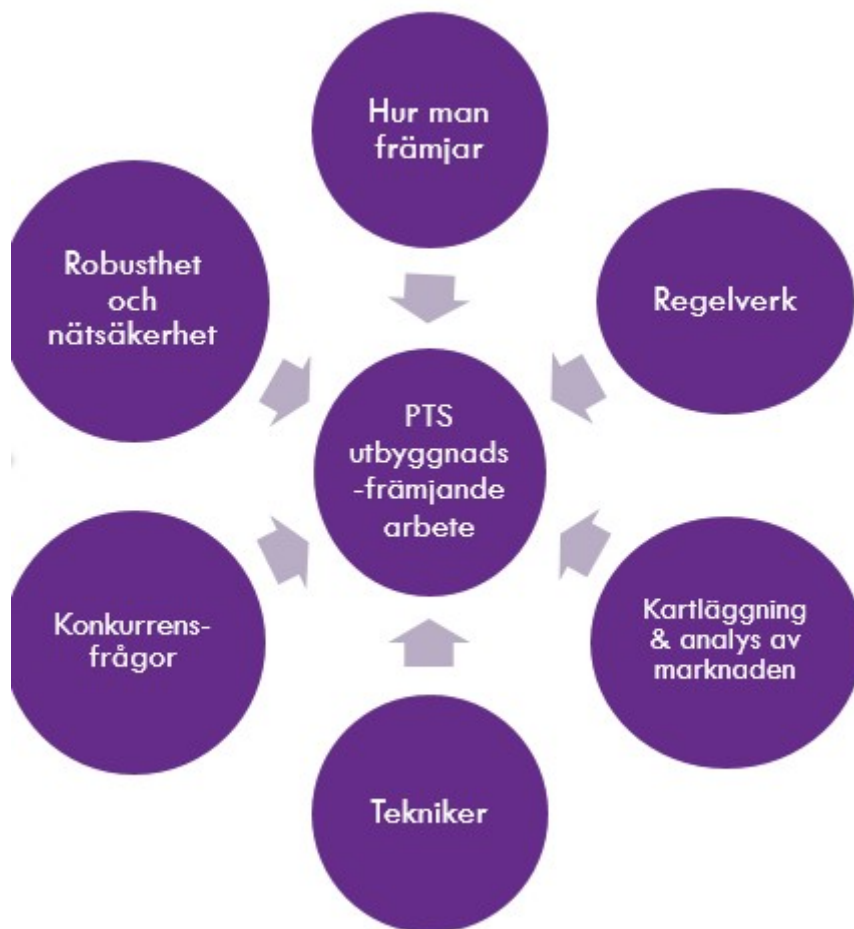 Hur man
främjar
Regelverk
Kartläggning
& analys av
marknaden
Tekniker
Konkurrens-
frågor
Robusthet
och
nätsäkerhet
PTS
utbyggnads
-främjande
arbete